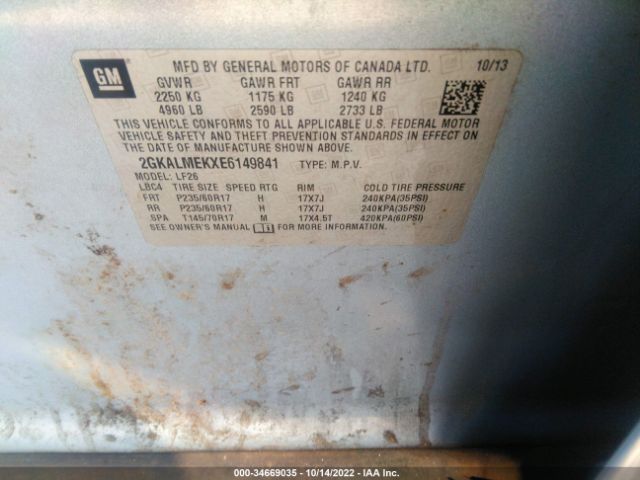 GM
MFD BY GENERAL MOTORS OF CANADA LTD. 10/13
GVWR GAWR FRT GAWR RR
2250 KG 1175 KG 1240 KG
4960 LB 2590 LB 2733 LB
THIS VEHICLE CONFORMS TO ALL APPLICABLE U.S. FEDERAL MOTOR
VEHICLE SAFETY AND THEFT PREVENTION STANDARDS IN EFFECT ON
THE DATE OF MANUFACTURE SHOWN ABOVE.
2GKALMEKXE6149841 TYPE: M.P.V.
MODEL: LF26
LBC4 TIRE SIZE SPEED RTG RIM COLD TIRE PRESSURE
FRT P235/60R17 H 17X7J 240KPA(35PSI)
RR P235/60R17 H 17X7J 240KPA(35PSI)
SPA T145/70R17 M 17X4.5T 420KPA(60PSI)
SEE OWNER'S MANUAL FOR MORE INFORMATION.
000-34669035 - 10/14/2022 - IAA Inc.